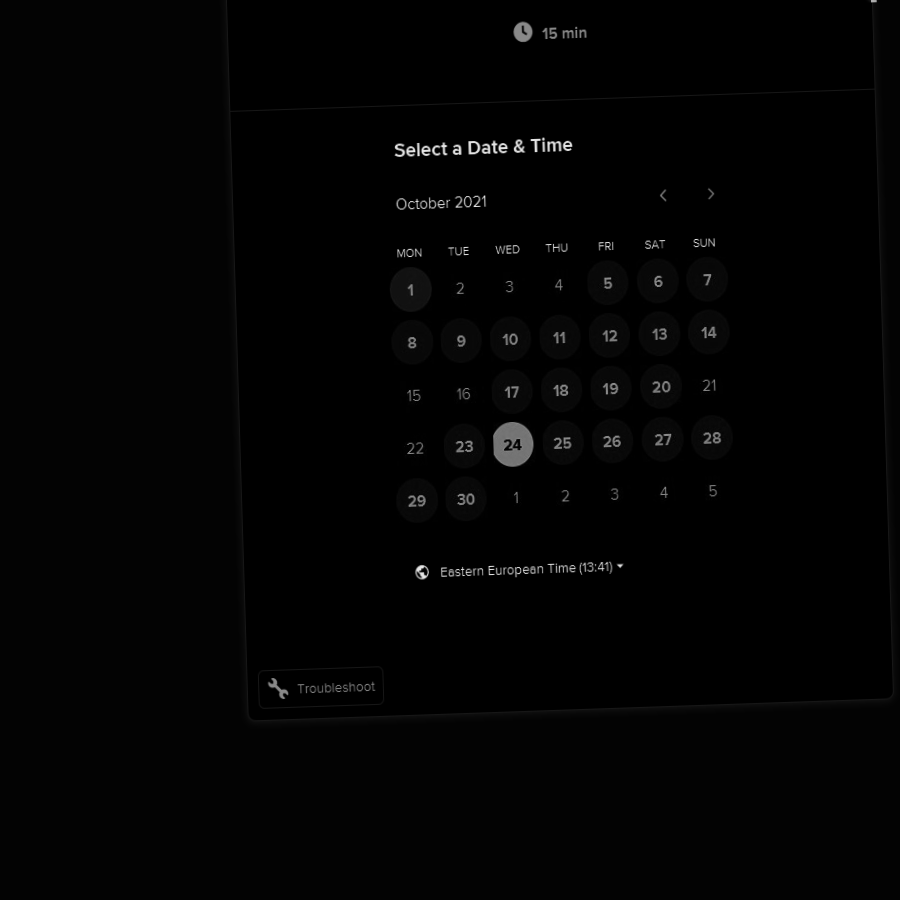 15 min
Select a Date & Time
October 2021
MON TUE WED THU FRI SAT SUN
1 2 3 4 5 6 7
8 9 10 11 12 13 14
15 16 17 18 19 20 21
22 23 24 25 26 27 28
29 30 1 2 3 4 5
Eastern European Time (13:41)
Troubleshoot